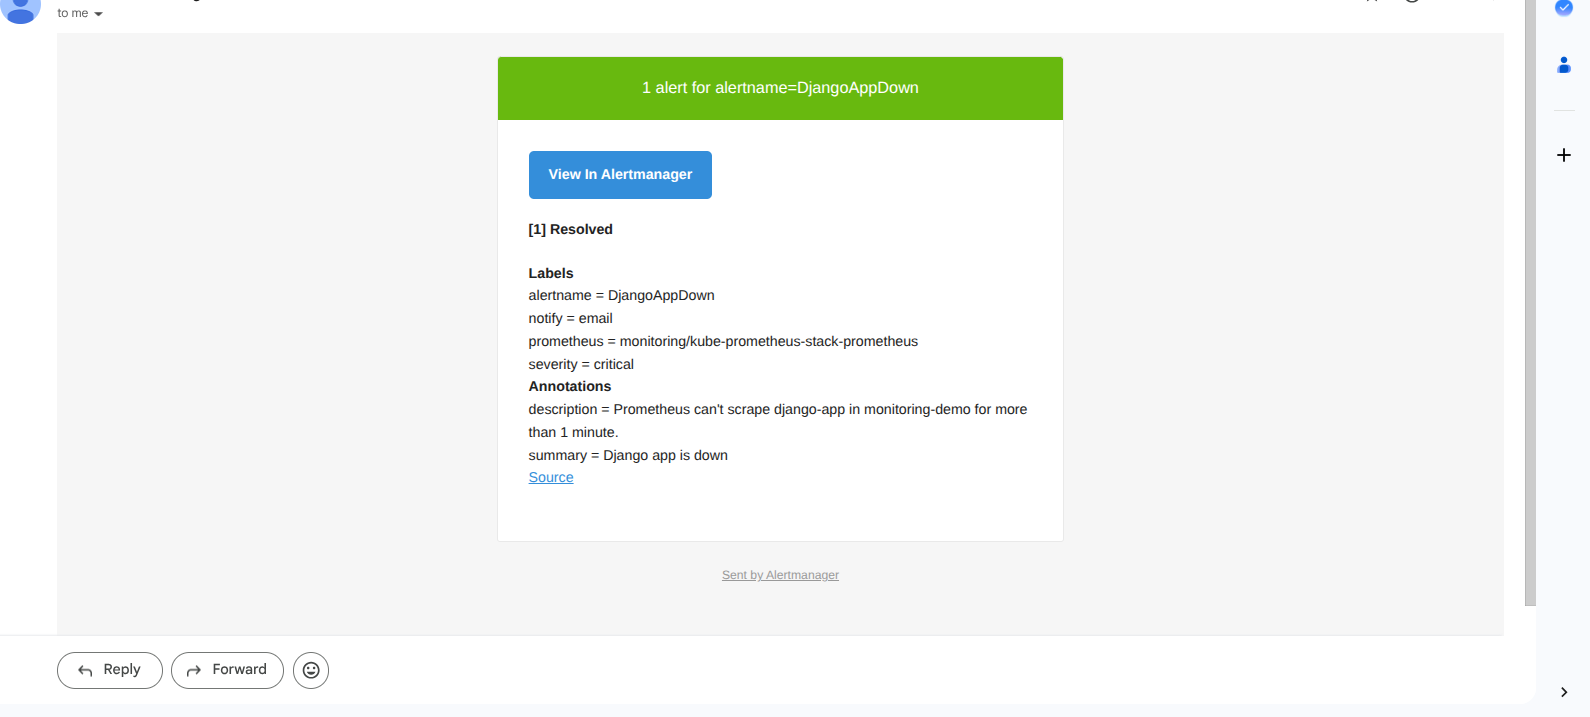 to me
1 alert for alertname=DjangoAppDown
View In Alertmanager
[1] Resolved
Labels
alertname = DjangoAppDown
notify = email
prometheus = monitoring/kube-prometheus-stack-prometheus
severity = critical
Annotations
description = Prometheus can't scrape django-app in monitoring-demo for more
than 1 minute.
summary = Django app is down
Source
Sent by Alertmanager
Reply
Forward